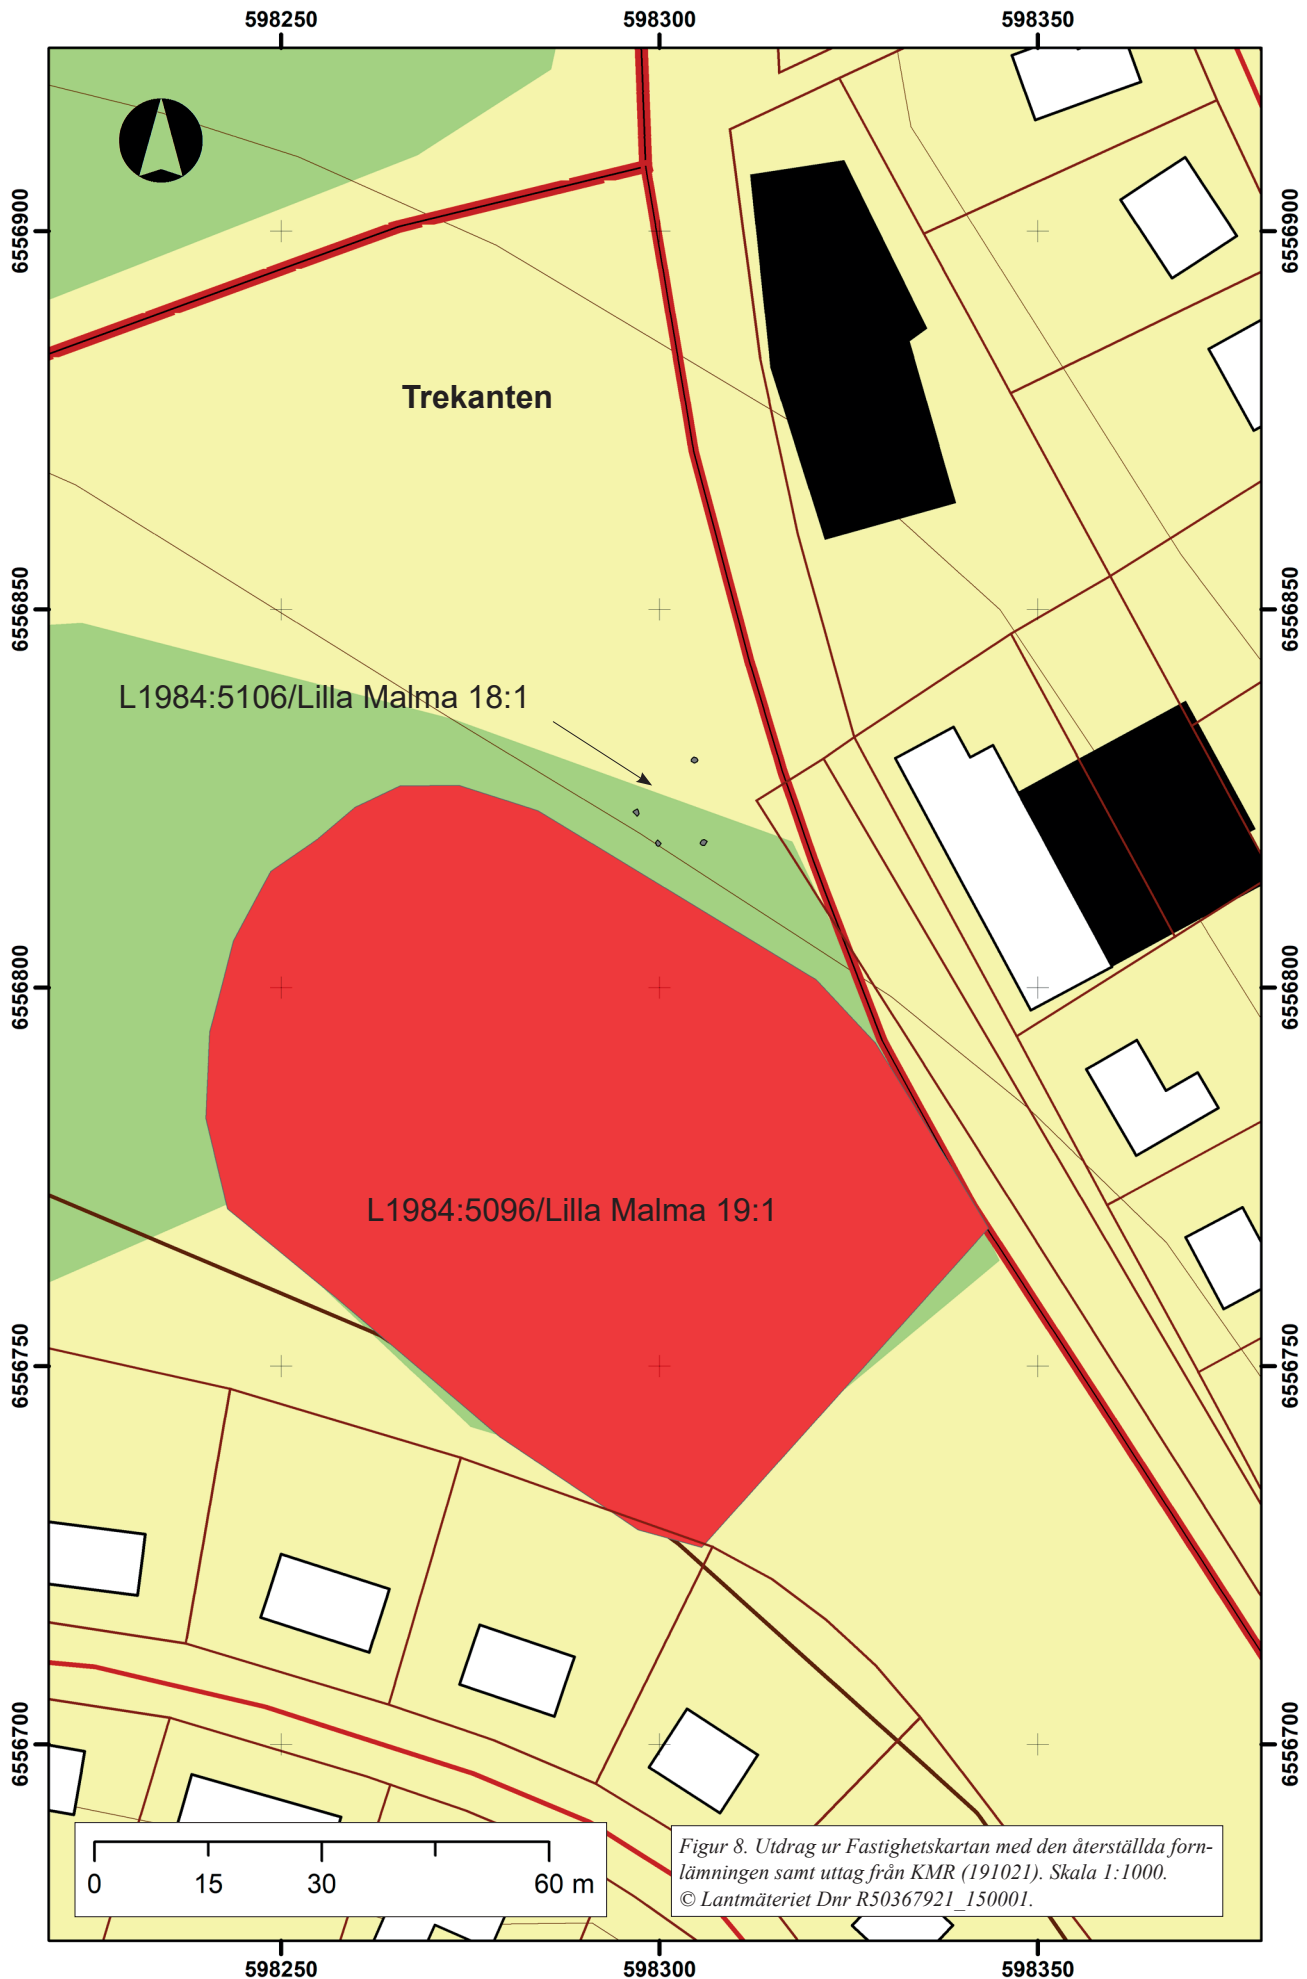 598250
598300
598350
6556900
6556900
Trekanten
6556850
6556850
L1984:5106/Lilla Malma 18:1
6556800
6556800
L1984:5096/Lilla Malma 19:1
6556750
6556750
6556700
6556700
0
15
30
60 m
Figur 8. Utdrag ur Fastighetskartan med den återställda forn-
lämningen samt uttag från KMR (191021). Skala 1:1000.
© Lantmäteriet Dnr R50367921_150001.
598250
598300
598350